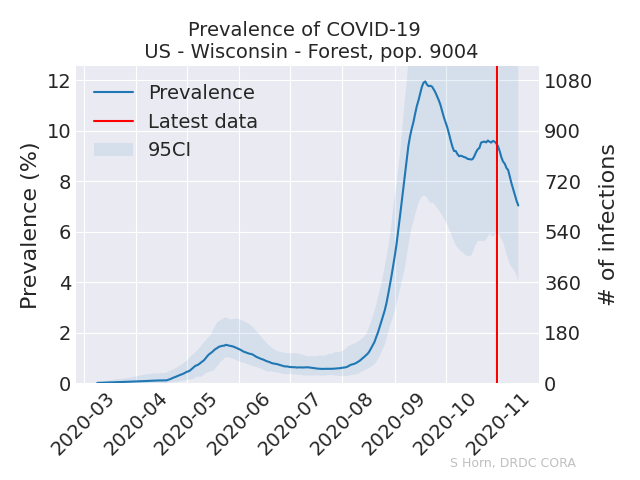 Prevalence of COVID-19
US - Wisconsin - Forest, pop. 9004
Prevalence
Latest data
95CI
Prevalence (%)
12
10
8
6
4
2
0
1080
900
720
540
360
180
0
# of infections
2020-03
2020-04
2020-05
2020-06
2020-07
2020-08
2020-09
2020-10
2020-11
S Horn, DRDC CORA